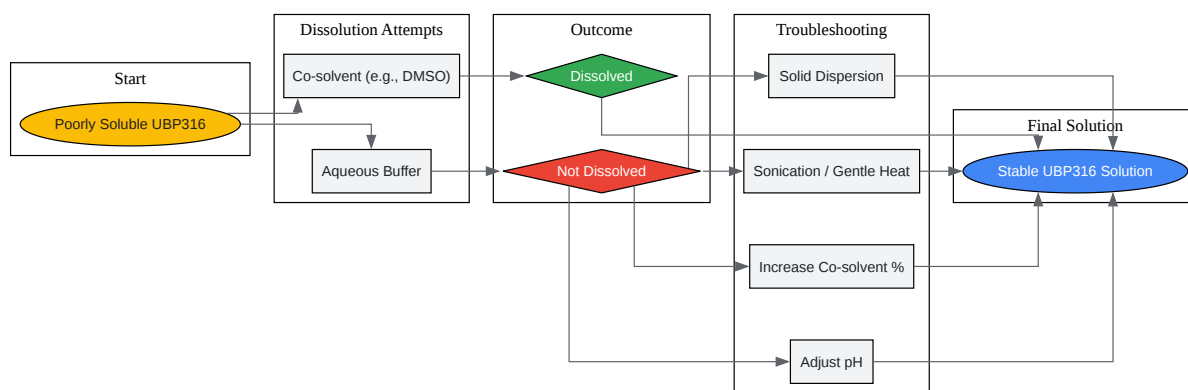 Start
Poorly Soluble UBP316
Dissolution Attempts
Co-solvent (e.g., DMSO)
Aqueous Buffer
Outcome
Dissolved
Not Dissolved
Troubleshooting
Solid Dispersion
Sonication / Gentle Heat
Increase Co-solvent %
Adjust pH
Final Solution
Stable UBP316 Solution